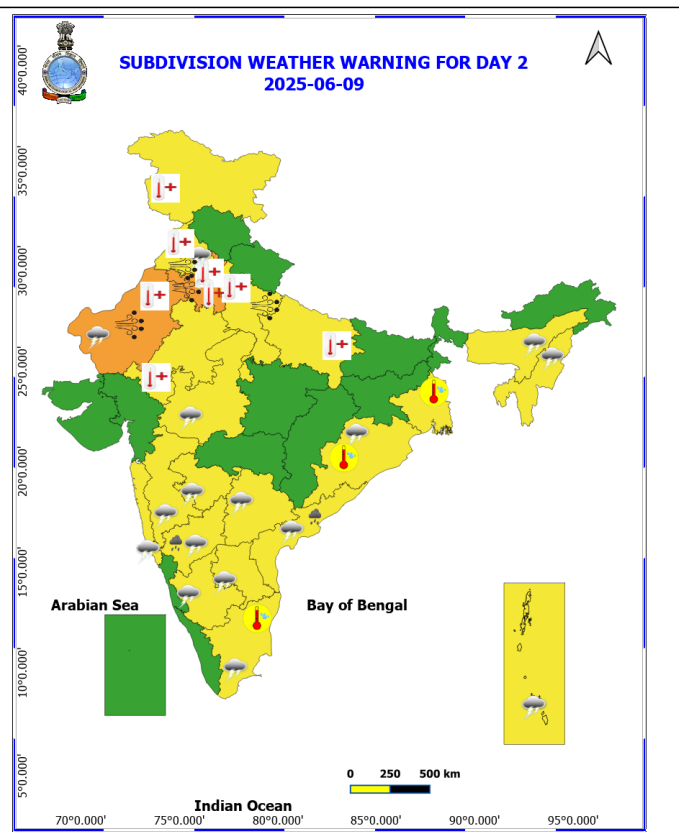 SUBDIVISION WEATHER WARNING FOR DAY 2
2025-06-09
40°0.000'
35°0.000'
30°0.000'
25°0.000'
20°0.000'
15°0.000'
10°0.000'
5°0.000'
Arabian Sea
Bay of Bengal
0 250 500 km
Indian Ocean
70°0.000' 75°0.000' 80°0.000' 85°0.000' 90°0.000' 95°0.000'